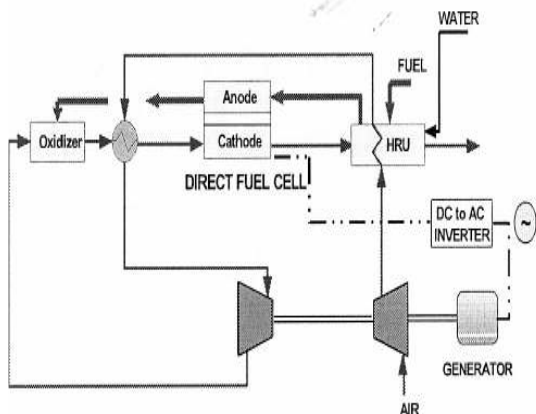 WATER
FUEL
Anode
Oxidizer
Cathode
HRU
DIRECT FUEL CELL
DC to AC
INVERTER
~
GENERATOR
AIR